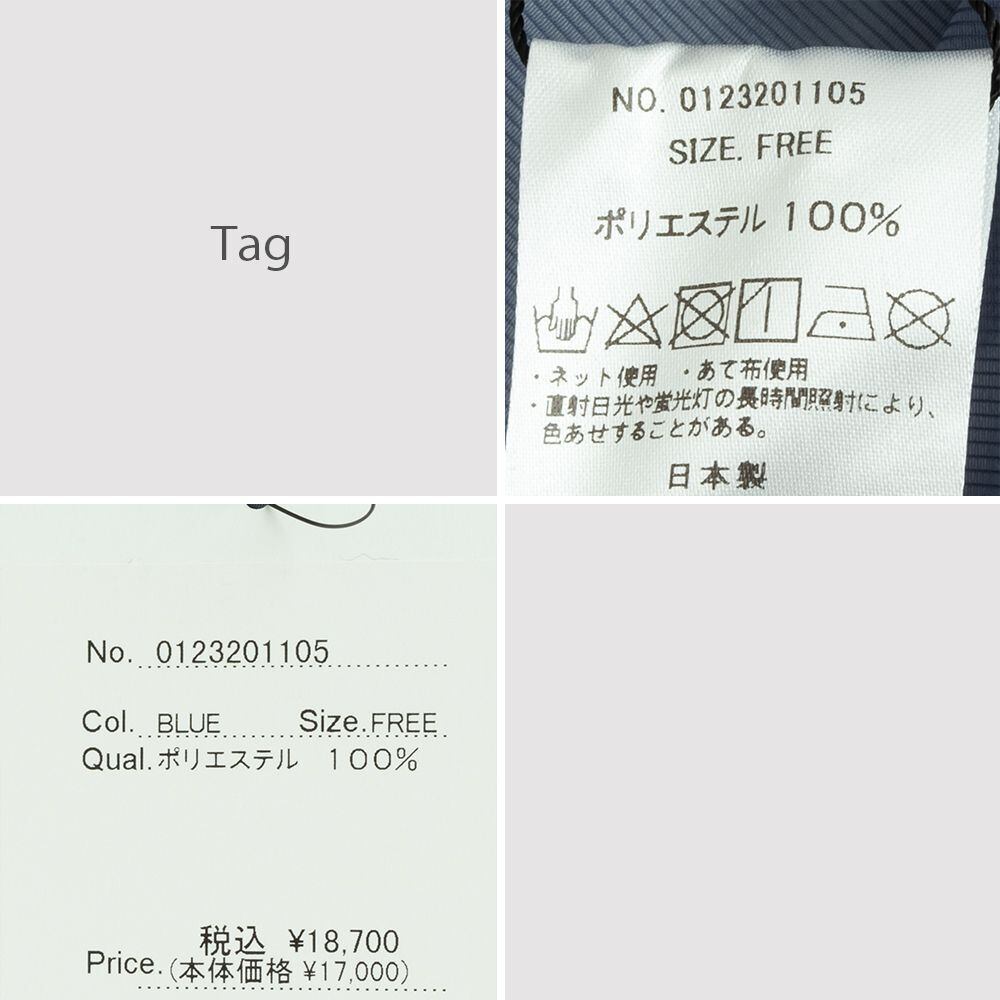 Tag
NO. 0123201105
SIZE. FREE
ポリエステル 100%
・ネット使用 ・あて布使用
・直射日光や蛍光灯の長時間照射により、
色あせすることがある。
日本製
No. 0123201105
Col. BLUE Size. FREE
Qual. ポリエステル 100%
税込 ¥18,700
Price. (本体価格 ¥17,000)